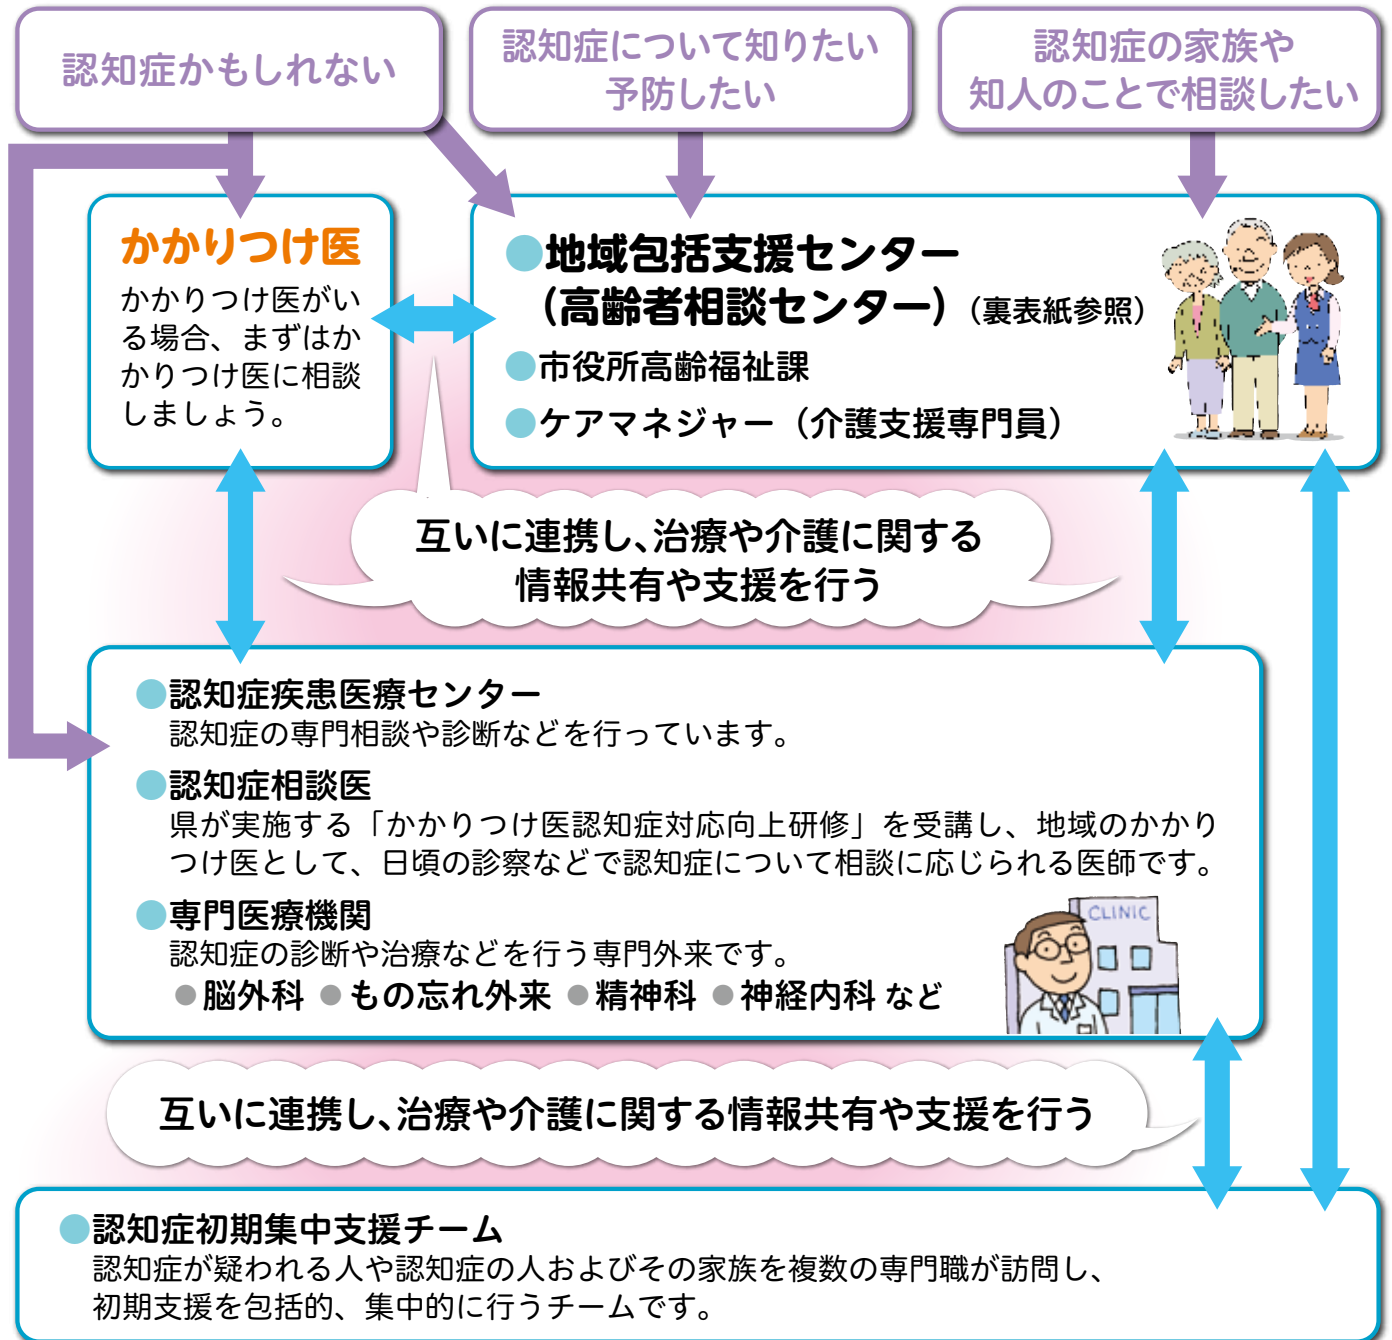 認知症かもしれない
認知症について知りたい
予防したい
認知症の家族や
知人のことで相談したい
かかりつけ医
かかりつけ医がい
る場合、まずはか
かりつけ医に相談
しましょう。
●地域包括支援センター
（高齢者相談センター）（裏表紙参照）
●市役所高齢福祉課
●ケアマネジャー（介護支援専門員）
互いに連携し、治療や介護に関する
情報共有や支援を行う
●認知症疾患医療センター
認知症の専門相談や診断などを行っています。
●認知症相談医
県が実施する「かかりつけ医認知症対応向上研修」を受講し、地域のかかり
つけ医として、日頃の診察などで認知症について相談に応じられる医師です。
●専門医療機関
認知症の診断や治療などを行う専門外来です。
●脳外科 ●もの忘れ外来 ●精神科 ●神経内科 など
CLINIC
互いに連携し、治療や介護に関する情報共有や支援を行う
●認知症初期集中支援チーム
認知症が疑われる人や認知症の人およびその家族を複数の専門職が訪問し、
初期支援を包括的、集中的に行うチームです。